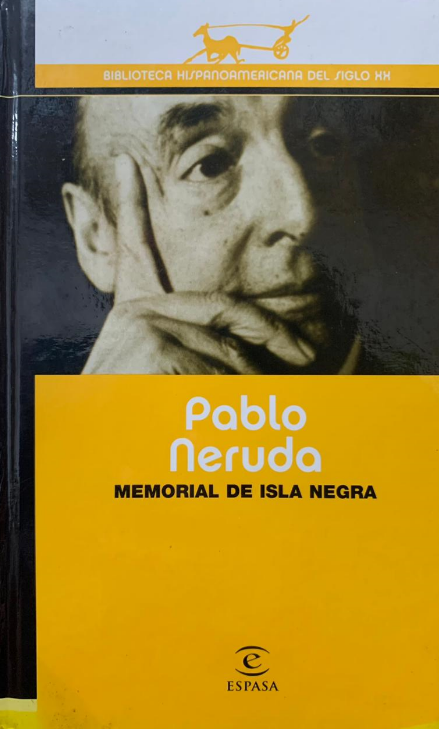 BIBLIOTECA HISPANOAMERICANA DEL SIGLO XX
Pablo
Neruda
MEMORIAL DE ISLA NEGRA
e
ESPASA